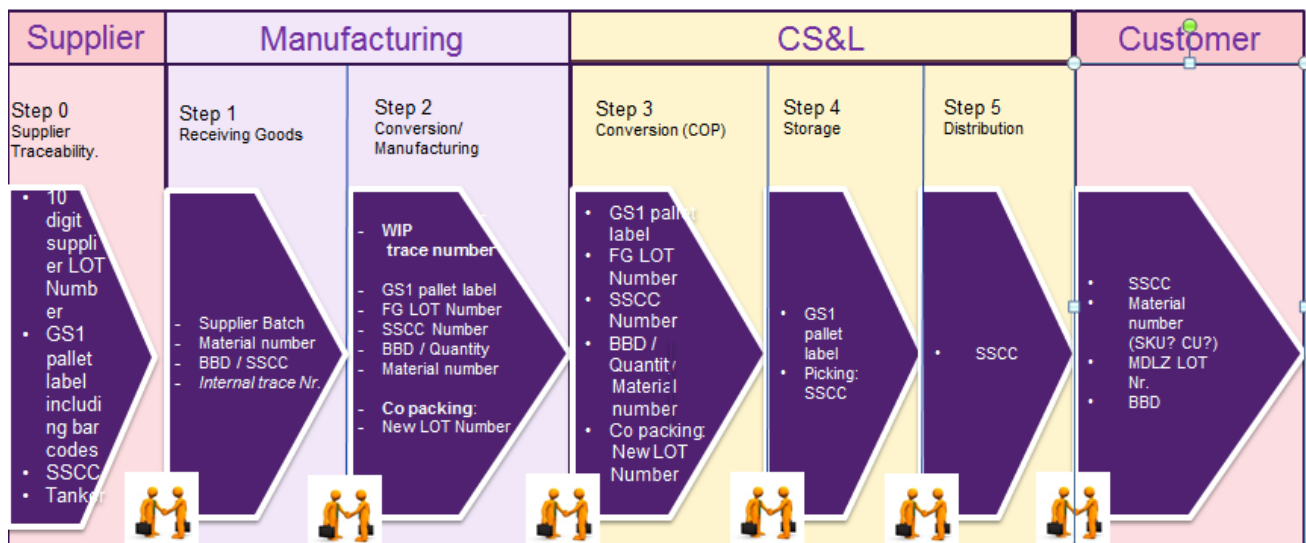 Supplier
Manufacturing
CS&L
Customer
Step 0
Supplier
Traceability.
• 10
digit
suppli
er LOT
Numb
er
• GS1
pallet
label
includi
ng bar
codes
• SSCC
• Tanker
Step 1
Receiving Goods
- Supplier Batch
- Material number
- BBD / SSCC
- Internal trace Nr.
Step 2
Conversion/
Manufacturing
- WIP
trace number
- GS1 pallet label
- FG LOT Number
- SSCC Number
- BBD / Quantity
- Material number
- Co packing:
- New LOT Number
Step 3
Conversion (COP)
• GS1 pallet
label
• FG LOT
Number
• SSCC
Number
• BBD /
Quantity
Material
number
• Co packing:
New LOT
Number
Step 4
Storage
• GS1
pallet
label
• Picking:
SSCC
Step 5
Distribution
• SSCC
• SSCC
• Material
number
(SKU? CU?)
• MDLZ LOT
Nr.
• BBD